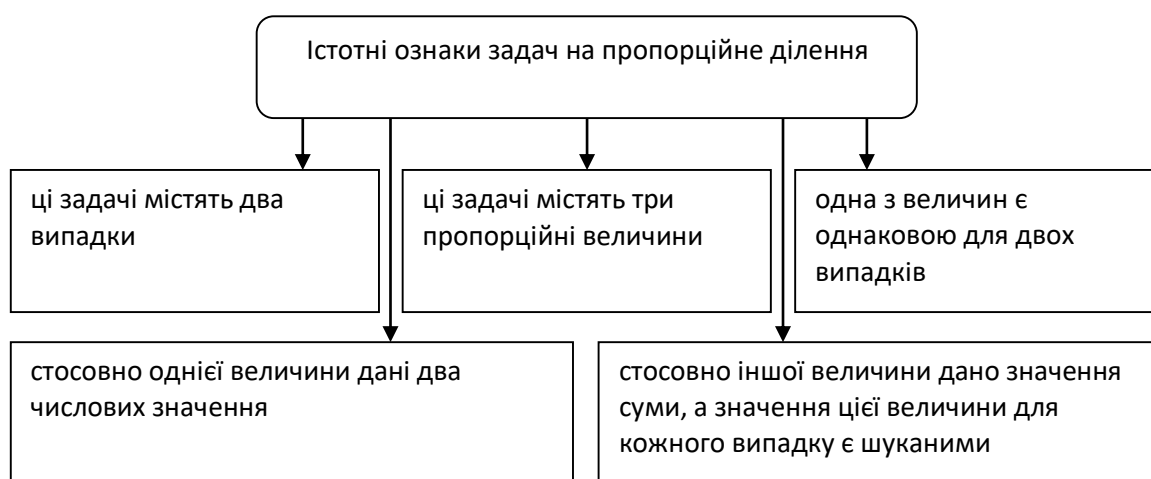 Істотні ознаки задач на пропорційне ділення
ці задачі містять два
випадки
ці задачі містять три
пропорційні величини
одна з величин є
однаковою для двох
випадків
стосовно однієї величини дані два
числових значення
стосовно іншої величини дано значення
суми, а значення цієї величини для
кожного випадку є шуканими